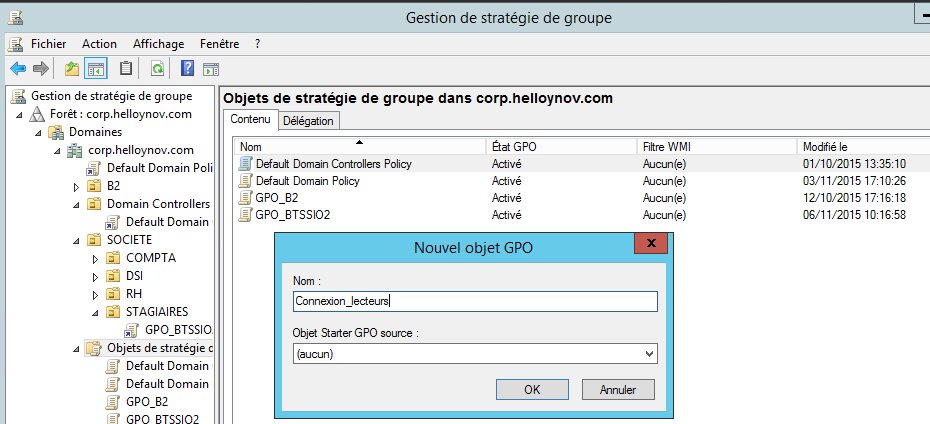 Gestion de stratégie de groupe
Fichier Action Affichage Fenêtre ?
Gestion de stratégie de groupe
Forêt : corp.helloynov.com
Domaines
corp.helloynov.com
Default Domain Poli
B2
Domain Controllers
Default Domain
SOCIETE
COMPTA
DSI
RH
STAGIAIRES
GPO_BTSSIO
Objets de stratégie d
Default Domain
Default Domain
GPO_B2
GPO_BTSSIO2
Objets de stratégie de groupe dans corp.helloynov.com
Contenu Délégation
Nom État GPO Filtre WMI Modifié le
Default Domain Controllers Policy Activé Aucun(e) 01/10/2015 13:35:10
Default Domain Policy Activé Aucun(e) 03/11/2015 17:10:26
GPO_B2 Activé Aucun(e) 12/10/2015 17:16:18
GPO_BTSSIO2 Activé Aucun(e) 06/11/2015 10:16:58
Nouvel objet GPO
Nom :
Connexion_lecteurs
Objet Starter GPO source :
(aucun)
OK Annuler